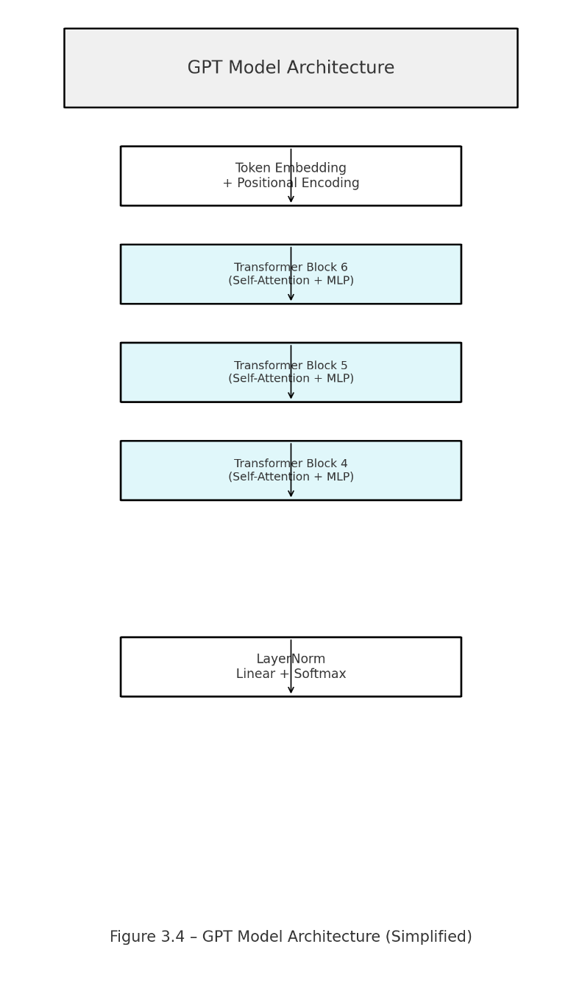 GPT Model Architecture
Token Embedding
+ Positional Encoding
Transformer Block 6
(Self-Attention + MLP)
Transformer Block 5
(Self-Attention + MLP)
Transformer Block 4
(Self-Attention + MLP)
LayerNorm
Linear + Softmax
Figure 3.4 – GPT Model Architecture (Simplified)